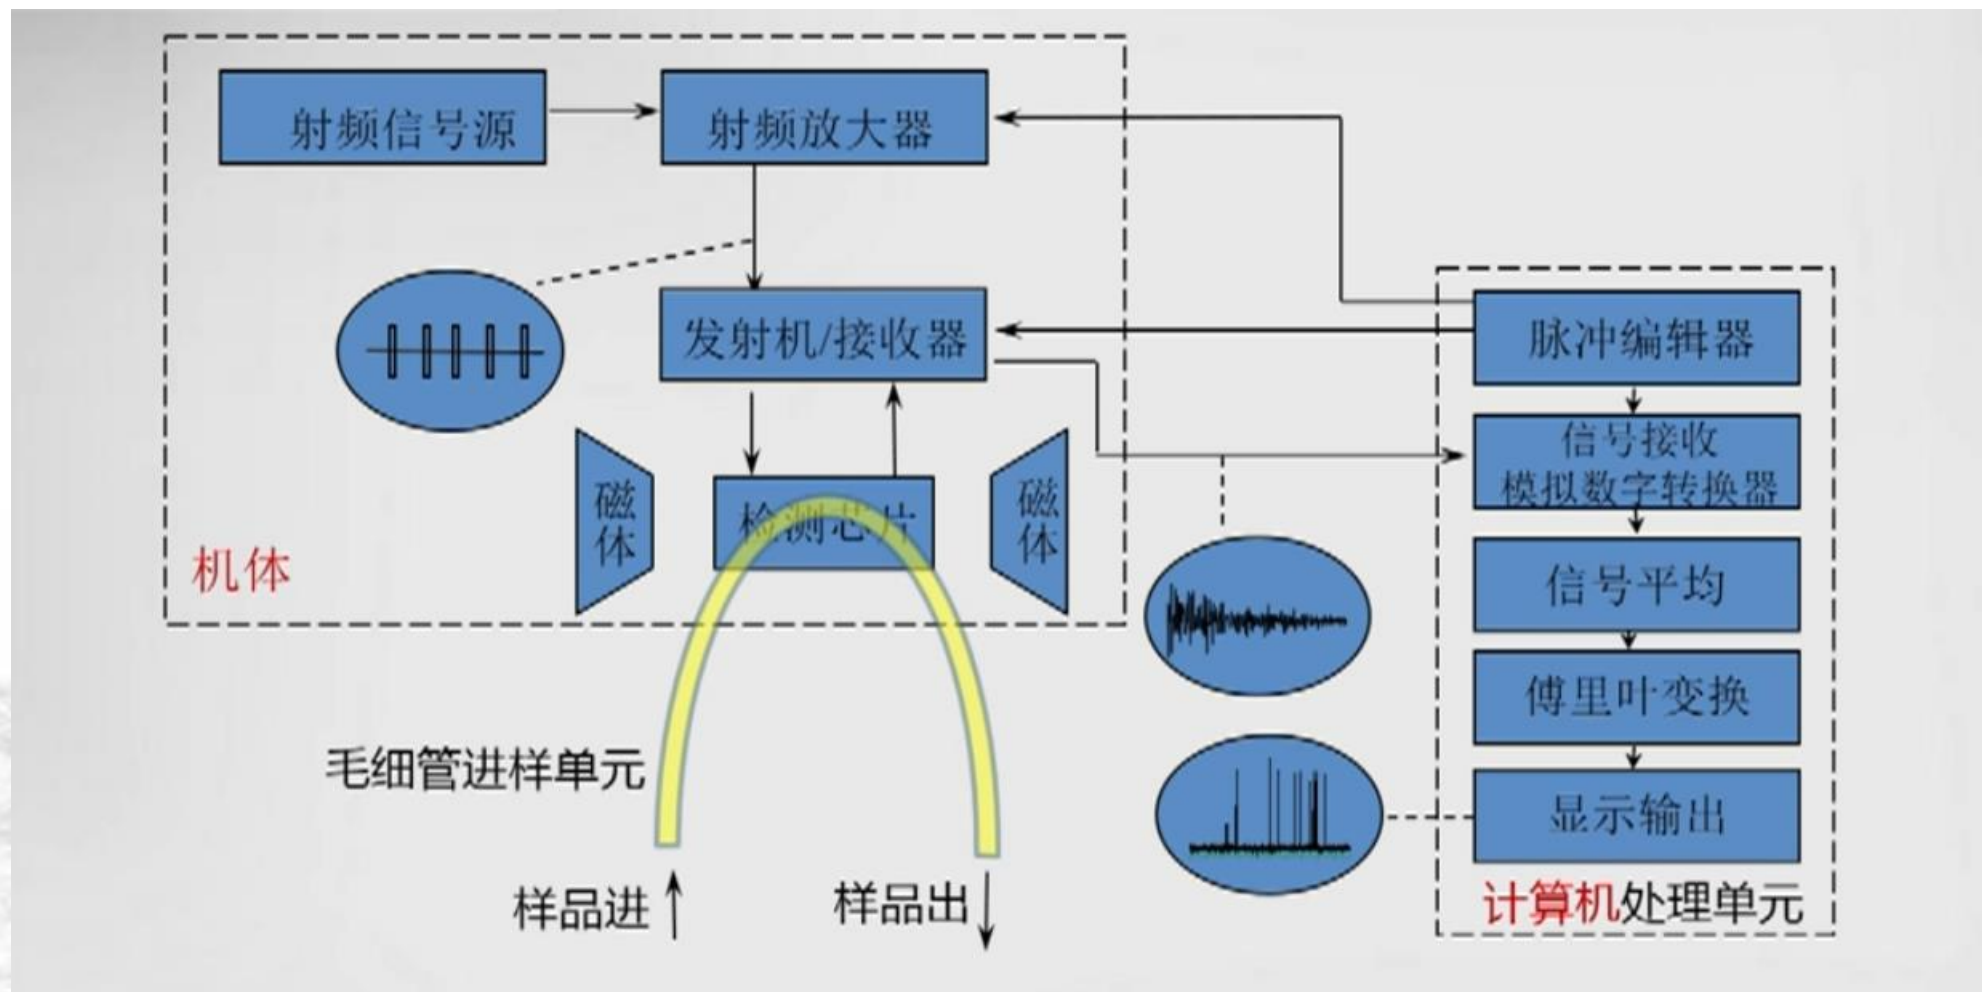 射频信号源
射频放大器
发射机/接收器
脉冲编辑器
信号接收
模拟数字转换器
磁体
检测芯片
磁体
机体
信号平均
傅里叶变换
毛细管进样单元
显示输出
样品进
样品出
计算机处理单元